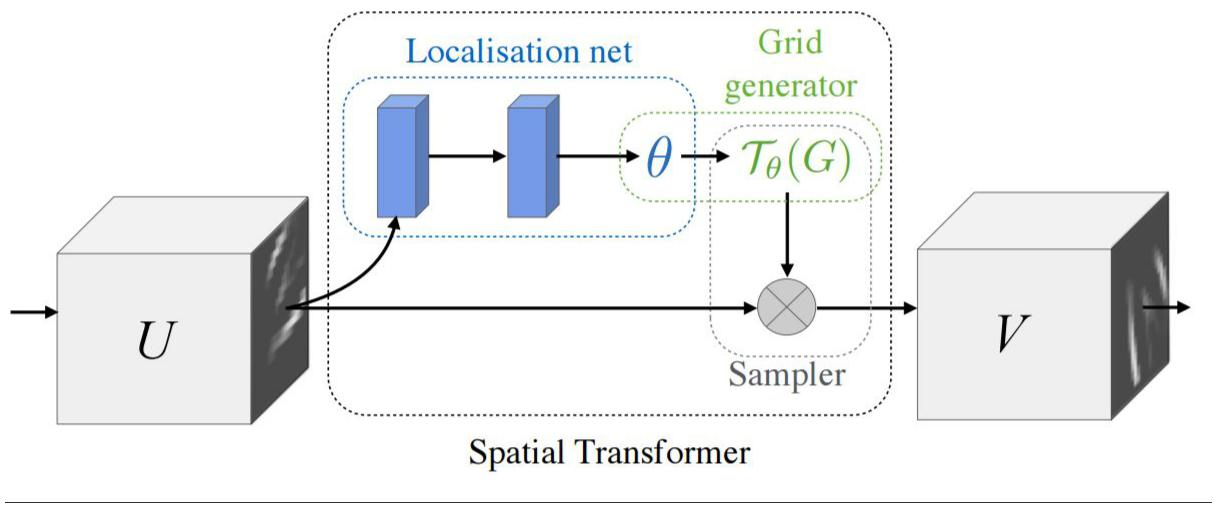 Localisation net
Grid
generator
θ
𝒯θ(G)
U
V
Sampler
Spatial Transformer